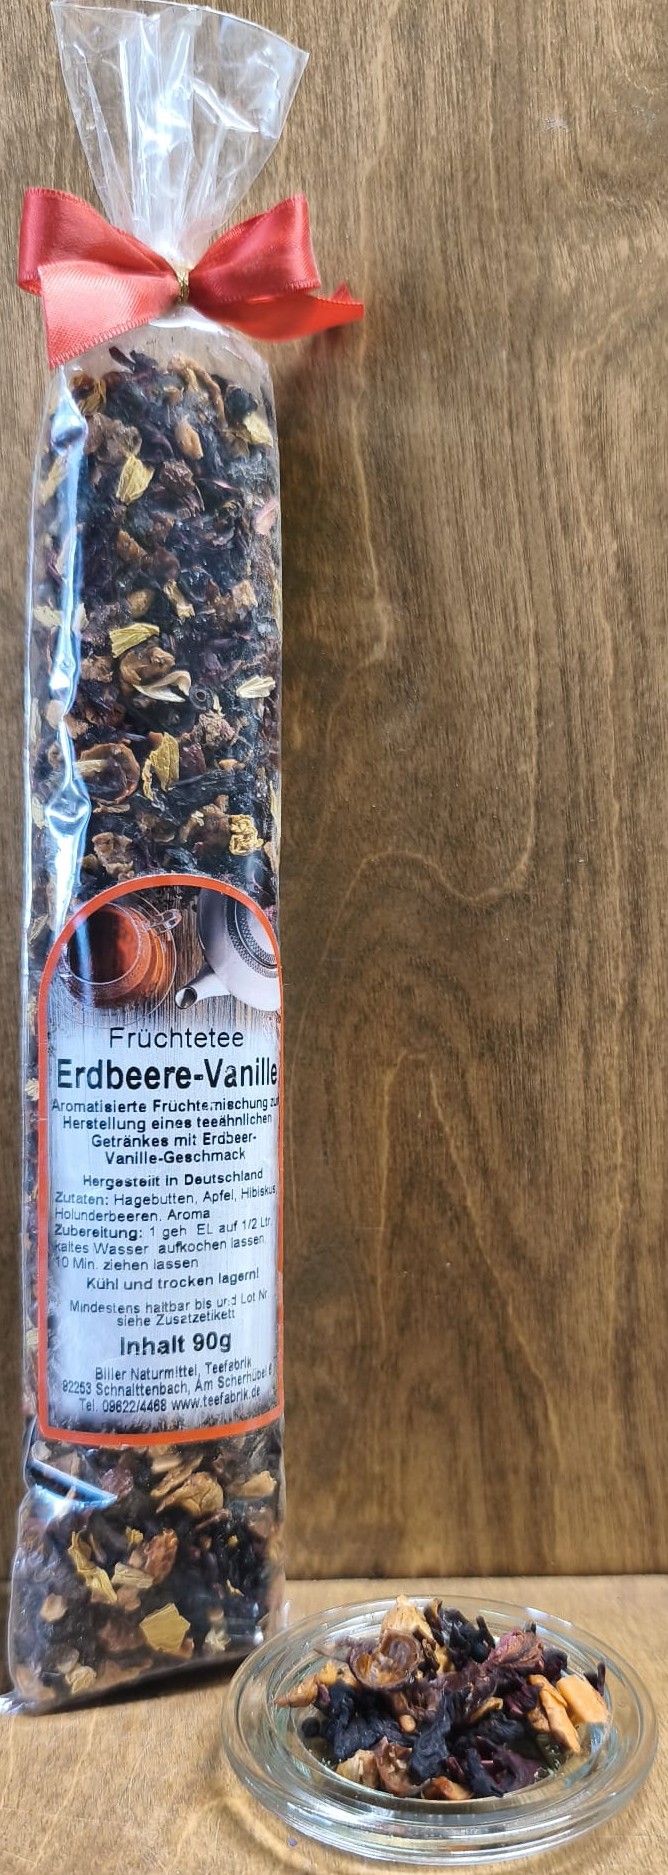 Früchtetee
Erdbeere-Vanille
Aromatisierte Früchtemischung zur
Herstellung eines teeähnlichen
Getränkes mit Erdbeer-
Vanille-Geschmack
Hergestellt in Deutschland
Zutaten: Hagebutten, Apfel, Hibiskus,
Holunderbeeren, Aroma
Zubereitung: 1 geh EL auf 1/2 Ltr.
kaltes Wasser aufkochen lassen,
10 Min. ziehen lassen
Kühl und trocken lagern!
Mindestens haltbar bis und Lot Nr
siehe Zusatzetikett
Inhalt 90g
Biller Naturmittel, Teefabrik
92253 Schnaittenbach, Am Scherhübel
Tel. 09622/4468 www.teefabrik.de